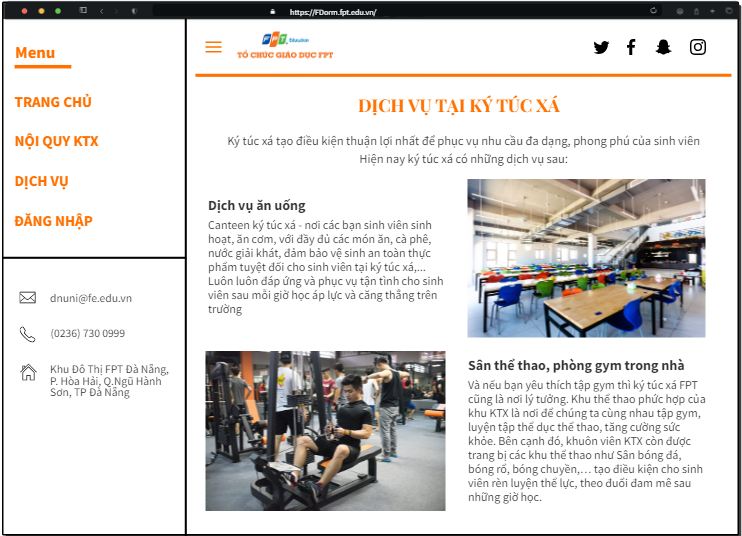 https://FDorm.fpt.edu.vn/
Menu
TRANG CHỦ
NỘI QUY KTX
DỊCH VỤ
ĐĂNG NHẬP
dnuni@fe.edu.vn
(0236) 730 0999
Khu Đô Thị FPT Đà Nẵng,
P. Hòa Hải, Q.Ngũ Hành
Sơn, TP Đà Nẵng
FPT Education
TỔ CHỨC GIÁO DỤC FPT
DỊCH VỤ TẠI KÝ TÚC XÁ
Ký túc xá tạo điều kiện thuận lợi nhất để phục vụ nhu cầu đa dạng, phong phú của sinh viên
Hiện nay ký túc xá có những dịch vụ sau:
Dịch vụ ăn uống
Canteen ký túc xá - nơi các bạn sinh viên sinh
hoạt, ăn cơm, với đầy đủ các món ăn, cà phê,
nước giải khát, đảm bảo vệ sinh an toàn thực
phẩm tuyệt đối cho sinh viên tại ký túc xá,...
Luôn luôn đáp ứng và phục vụ tận tình cho sinh
viên sau mỗi giờ học áp lực và căng thẳng trên
trường
Sân thể thao, phòng gym trong nhà
Và nếu bạn yêu thích tập gym thì ký túc xá FPT
cũng là nơi lý tưởng. Khu thể thao phức hợp của
khu KTX là nơi để chúng ta cùng nhau tập gym,
luyện tập thể dục thể thao, tăng cường sức
khỏe. Bên cạnh đó, khuôn viên KTX còn được
trang bị các khu thể thao như Sân bóng đá,
bóng rổ, bóng chuyền,… tạo điều kiện cho sinh
viên rèn luyện thể lực, theo đuổi đam mê sau
những giờ học.